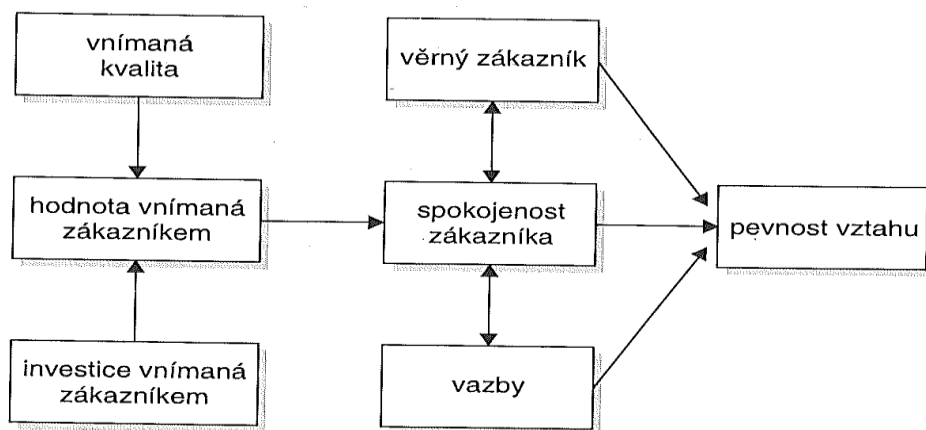 vnímaná
kvalita
věrný zákazník
hodnota vnímaná
zákazníkem
spokojenost
zákazníka
pevnost vztahu
investice vnímaná
zákazníkem
vazby